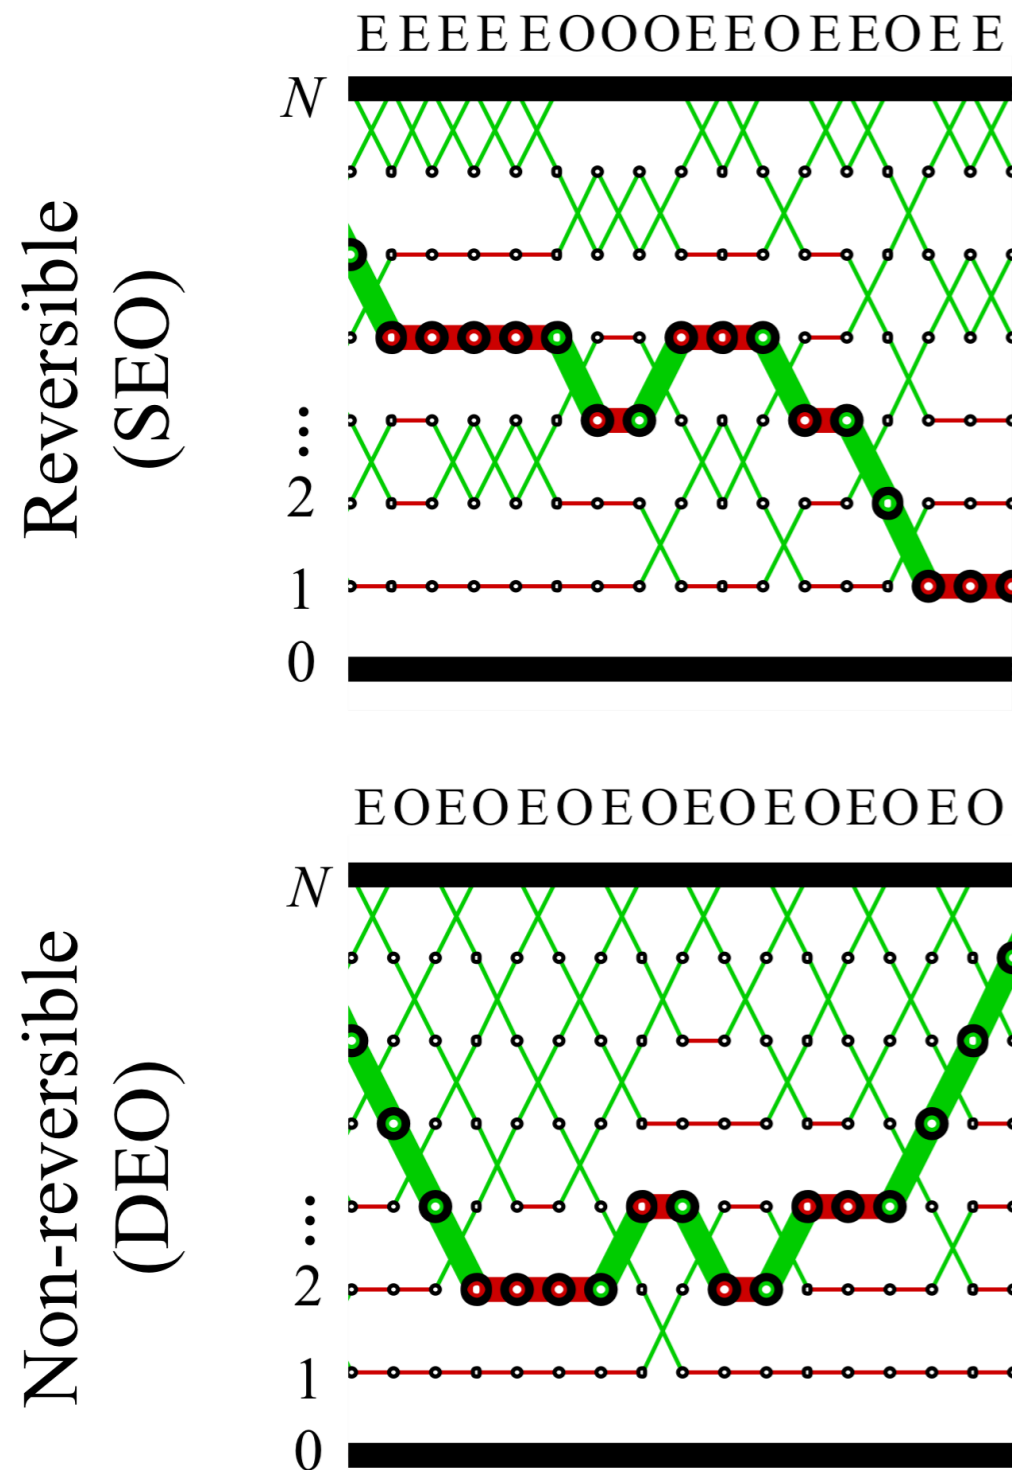 E E E E E O O O E E O E E O E E
Reversible
(SEO)
N
⋮
2
1
0
E O E O E O E O E O E O E O E O
Non-reversible
(DEO)
N
⋮
2
1
0